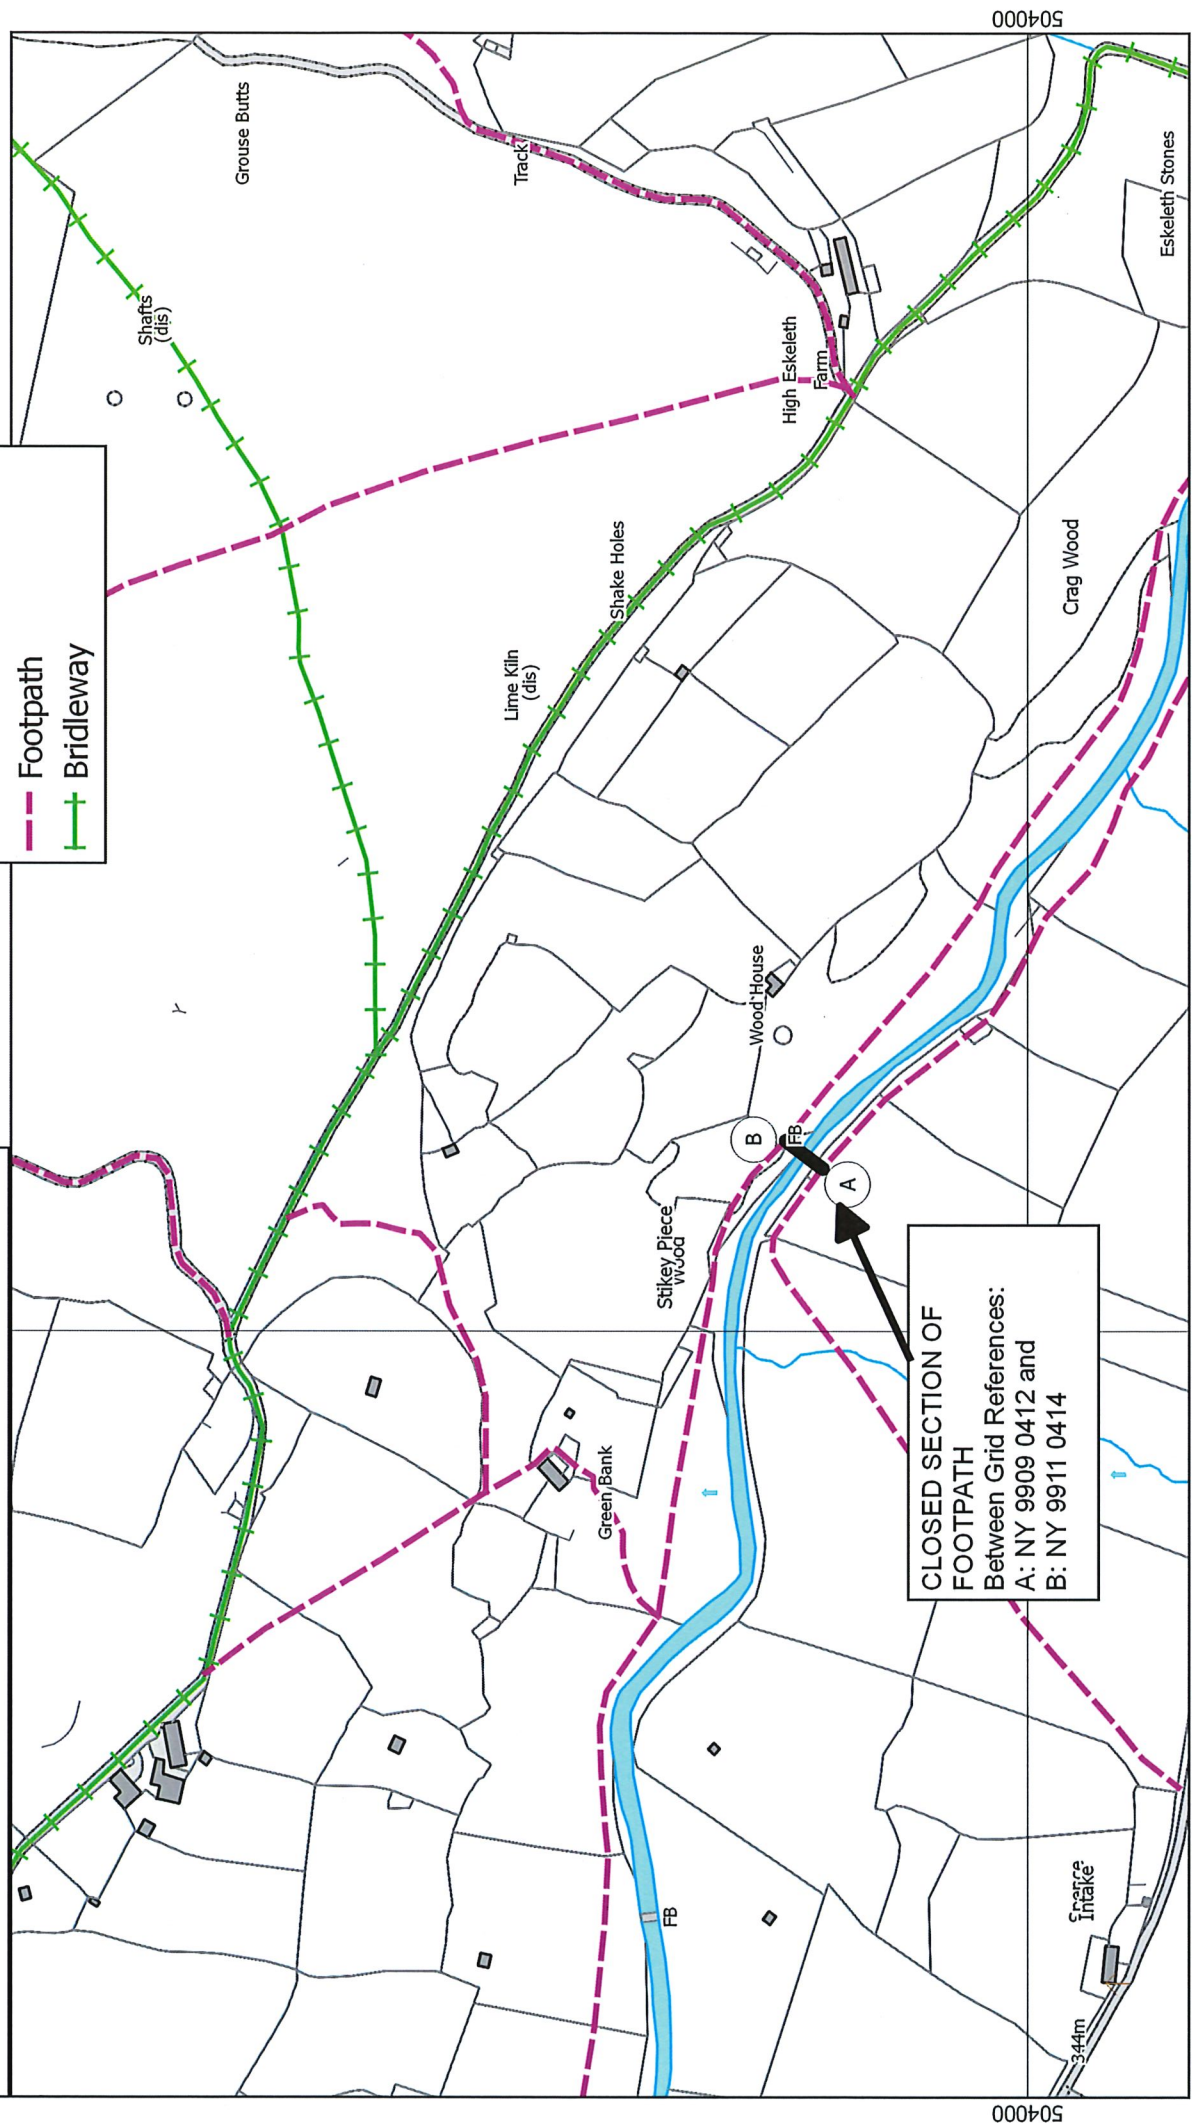 Footpath
Bridleway
504000
504000
Grouse Butts
Track
Shafts
(dis)
High Eskeleth
Farm
Eskeleth Stones
Shake Holes
Lime Kiln
(dis)
Crag Wood
Wood House
FB
B
A
Stikey Piece
Wood
Green Bank
CLOSED SECTION OF
FOOTPATH
Between Grid References:
A: NY 9909 0412 and
B: NY 9911 0414
FB
Intake
344m